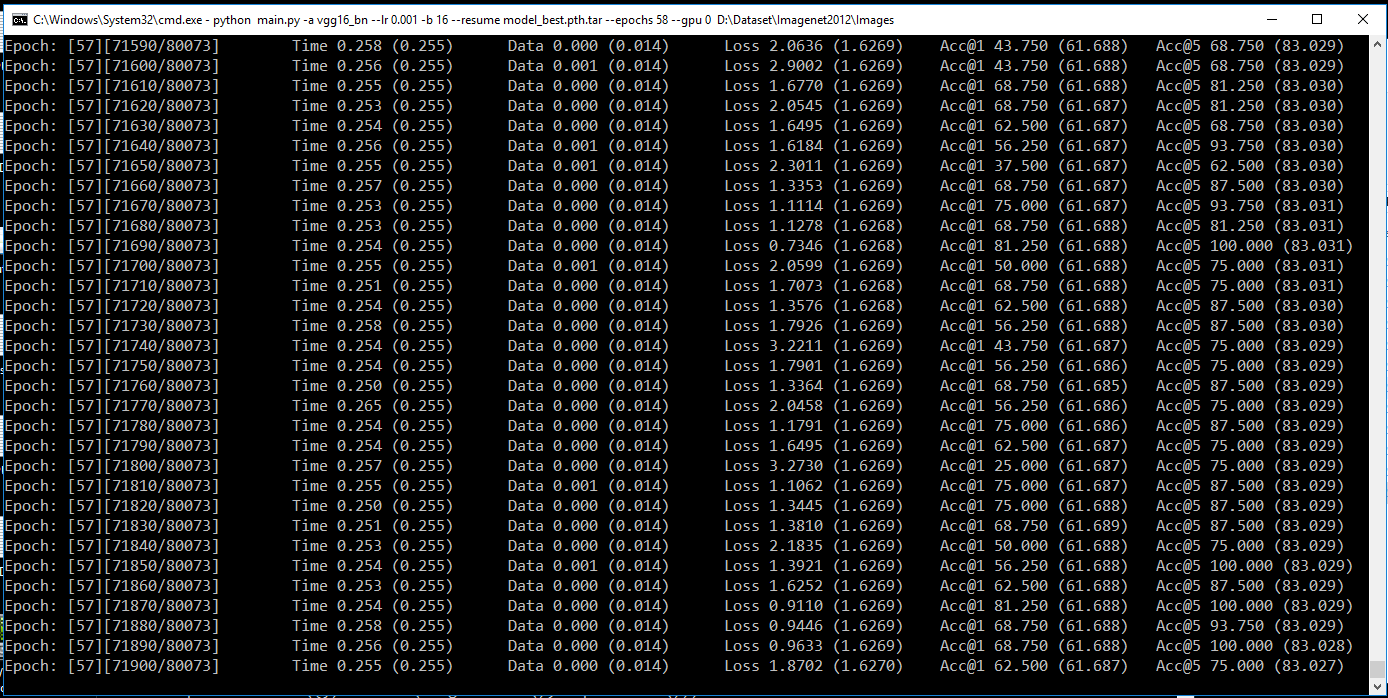 C:\Windows\System32\cmd.exe - python  main.py -a vgg16_bn --lr 0.001 -b 16 --resume model_best.pth.tar --epochs 58 --gpu 0  D:\Dataset\Imagenet2012\Images
Epoch: [57][71590/80073] Time 0.258 (0.255) Data 0.000 (0.014) Loss 2.0636 (1.6269) Acc@1 43.750 (61.688) Acc@5 68.750 (83.029)
Epoch: [57][71600/80073] Time 0.256 (0.255) Data 0.001 (0.014) Loss 2.9002 (1.6269) Acc@1 43.750 (61.688) Acc@5 68.750 (83.029)
Epoch: [57][71610/80073] Time 0.255 (0.255) Data 0.000 (0.014) Loss 1.6770 (1.6269) Acc@1 68.750 (61.688) Acc@5 81.250 (83.030)
Epoch: [57][71620/80073] Time 0.253 (0.255) Data 0.000 (0.014) Loss 2.0545 (1.6269) Acc@1 68.750 (61.687) Acc@5 81.250 (83.030)
Epoch: [57][71630/80073] Time 0.254 (0.255) Data 0.000 (0.014) Loss 1.6495 (1.6269) Acc@1 62.500 (61.687) Acc@5 68.750 (83.030)
Epoch: [57][71640/80073] Time 0.256 (0.255) Data 0.001 (0.014) Loss 1.6184 (1.6269) Acc@1 56.250 (61.687) Acc@5 93.750 (83.030)
Epoch: [57][71650/80073] Time 0.255 (0.255) Data 0.001 (0.014) Loss 2.3011 (1.6269) Acc@1 37.500 (61.687) Acc@5 62.500 (83.030)
Epoch: [57][71660/80073] Time 0.257 (0.255) Data 0.000 (0.014) Loss 1.3353 (1.6269) Acc@1 68.750 (61.687) Acc@5 87.500 (83.030)
Epoch: [57][71670/80073] Time 0.253 (0.255) Data 0.000 (0.014) Loss 1.1114 (1.6269) Acc@1 75.000 (61.687) Acc@5 93.750 (83.031)
Epoch: [57][71680/80073] Time 0.253 (0.255) Data 0.000 (0.014) Loss 1.1278 (1.6268) Acc@1 68.750 (61.688) Acc@5 81.250 (83.031)
Epoch: [57][71690/80073] Time 0.254 (0.255) Data 0.000 (0.014) Loss 0.7346 (1.6268) Acc@1 81.250 (61.688) Acc@5 100.000 (83.031)
Epoch: [57][71700/80073] Time 0.255 (0.255) Data 0.001 (0.014) Loss 2.0599 (1.6269) Acc@1 50.000 (61.688) Acc@5 75.000 (83.031)
Epoch: [57][71710/80073] Time 0.251 (0.255) Data 0.000 (0.014) Loss 1.7073 (1.6268) Acc@1 68.750 (61.688) Acc@5 75.000 (83.031)
Epoch: [57][71720/80073] Time 0.254 (0.255) Data 0.000 (0.014) Loss 1.3576 (1.6268) Acc@1 62.500 (61.688) Acc@5 87.500 (83.030)
Epoch: [57][71730/80073] Time 0.258 (0.255) Data 0.000 (0.014) Loss 1.7926 (1.6269) Acc@1 56.250 (61.688) Acc@5 87.500 (83.030)
Epoch: [57][71740/80073] Time 0.254 (0.255) Data 0.000 (0.014) Loss 3.2211 (1.6269) Acc@1 43.750 (61.687) Acc@5 75.000 (83.029)
Epoch: [57][71750/80073] Time 0.254 (0.255) Data 0.000 (0.014) Loss 1.7901 (1.6269) Acc@1 56.250 (61.686) Acc@5 75.000 (83.029)
Epoch: [57][71760/80073] Time 0.250 (0.255) Data 0.000 (0.014) Loss 1.3364 (1.6269) Acc@1 68.750 (61.685) Acc@5 87.500 (83.029)
Epoch: [57][71770/80073] Time 0.265 (0.255) Data 0.000 (0.014) Loss 2.0458 (1.6269) Acc@1 56.250 (61.686) Acc@5 75.000 (83.029)
Epoch: [57][71780/80073] Time 0.254 (0.255) Data 0.000 (0.014) Loss 1.1791 (1.6269) Acc@1 75.000 (61.686) Acc@5 87.500 (83.029)
Epoch: [57][71790/80073] Time 0.254 (0.255) Data 0.000 (0.014) Loss 1.6495 (1.6269) Acc@1 62.500 (61.687) Acc@5 75.000 (83.029)
Epoch: [57][71800/80073] Time 0.257 (0.255) Data 0.000 (0.014) Loss 3.2730 (1.6269) Acc@1 25.000 (61.687) Acc@5 75.000 (83.029)
Epoch: [57][71810/80073] Time 0.255 (0.255) Data 0.001 (0.014) Loss 1.1062 (1.6269) Acc@1 75.000 (61.687) Acc@5 87.500 (83.029)
Epoch: [57][71820/80073] Time 0.250 (0.255) Data 0.000 (0.014) Loss 1.3445 (1.6269) Acc@1 75.000 (61.688) Acc@5 87.500 (83.029)
Epoch: [57][71830/80073] Time 0.251 (0.255) Data 0.000 (0.014) Loss 1.3810 (1.6269) Acc@1 68.750 (61.689) Acc@5 87.500 (83.029)
Epoch: [57][71840/80073] Time 0.253 (0.255) Data 0.000 (0.014) Loss 2.1835 (1.6269) Acc@1 50.000 (61.688) Acc@5 75.000 (83.029)
Epoch: [57][71850/80073] Time 0.254 (0.255) Data 0.001 (0.014) Loss 1.3921 (1.6269) Acc@1 56.250 (61.688) Acc@5 100.000 (83.029)
Epoch: [57][71860/80073] Time 0.253 (0.255) Data 0.000 (0.014) Loss 1.6252 (1.6269) Acc@1 62.500 (61.688) Acc@5 87.500 (83.029)
Epoch: [57][71870/80073] Time 0.254 (0.255) Data 0.000 (0.014) Loss 0.9110 (1.6269) Acc@1 81.250 (61.688) Acc@5 100.000 (83.029)
Epoch: [57][71880/80073] Time 0.258 (0.255) Data 0.000 (0.014) Loss 0.9446 (1.6269) Acc@1 68.750 (61.688) Acc@5 93.750 (83.029)
Epoch: [57][71890/80073] Time 0.256 (0.255) Data 0.000 (0.014) Loss 0.9633 (1.6269) Acc@1 68.750 (61.688) Acc@5 100.000 (83.028)
Epoch: [57][71900/80073] Time 0.255 (0.255) Data 0.000 (0.014) Loss 1.8702 (1.6270) Acc@1 62.500 (61.687) Acc@5 75.000 (83.027)